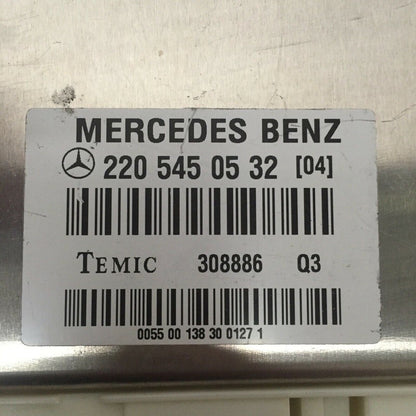 MERCEDES BENZ
220 545 05 32 [04]
TEMIC 308886 Q3
0055 00 138 30 0127 1